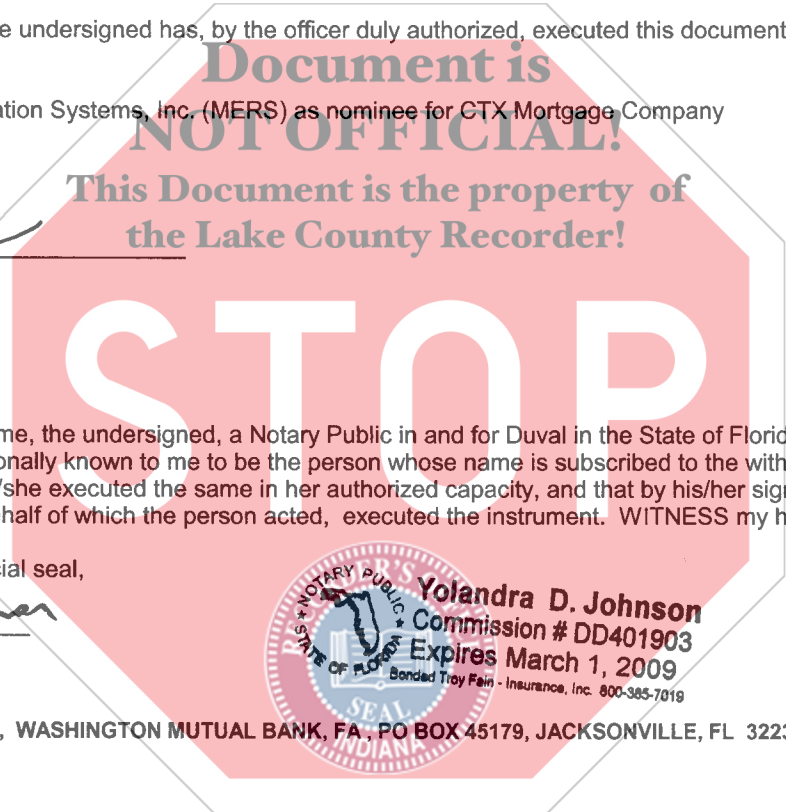 e undersigned has, by the officer duly authorized, executed this document
Document is
ation Systems, Inc. (MERS) as nominee for CTX Mortgage Company
NOT OFFICIAL!
This Document is the property of
the Lake County Recorder!
STOP
me, the undersigned, a Notary Public in and for Duval in the State of Florid
onally known to me to be the person whose name is subscribed to the with
/she executed the same in her authorized capacity, and that by his/her sign
half of which the person acted, executed the instrument. WITNESS my h
cial seal,
NOTARY PUBLIC
STATE OF FLORIDA
Yolandra D. Johnson
Commission # DD401903
Expires March 1, 2009
Bonded Troy Fain - Insurance, Inc. 800-385-7019
RECORDER'S OFFICE
SEAL
INDIANA
, WASHINGTON MUTUAL BANK, FA , PO BOX 45179, JACKSONVILLE, FL 3223